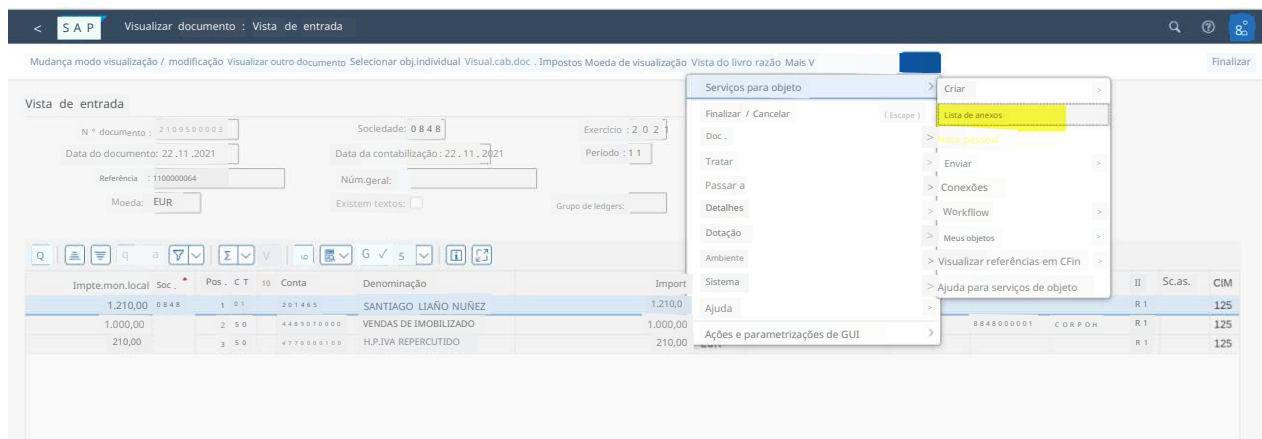 < SAP Visualizar documento : Vista de entrada
Mudança modo visualização / modificação Visualizar outro documento Selecionar obj.individual Visual.cab.doc . Impostos Moeda de visualização Vista do livro razão Mais V Finalizar
Vista de entrada
N ° documento : 2109500003 Sociedade: 0848 Exercício : 2021
Data do documento: 22 .11 .2021 Data da contabilização : 22 . 11 . 2021 Período : 11
Referência : 1100000064 Núm.geral:
Moeda: EUR Existem textos: Grupo de ledgers:
Serviços para objeto >
Finalizar / Cancelar ( Escape )
Doc . >
Tratar >
Passar a >
Detalhes >
Dotação >
Ambiente >
Sistema >
Ajuda >
Ações e parametrizações de GUI >
Criar >
Lista de anexos
Enviar >
Conexões
Workfllow >
Meus objetos >
Visualizar referências em CFin >
Ajuda para serviços de objeto
Q q a Σ V G ✓ 5 i
Impte.mon.local Soc . Pos . C T 10 Conta Denominação Import II Sc.as. CIM
1.210,00 0848 1 01 201465 SANTIAGO LIAÑO NUÑEZ 1.210,0 R1 125
1.000,00 2 50 4489070000 VENDAS DE IMOBILIZADO 1.000,00 8848000001 CORPOH R1 125
210,00 3 50 4770000100 H.P.IVA REPERCUTIDO 210,00 EUR R1 125